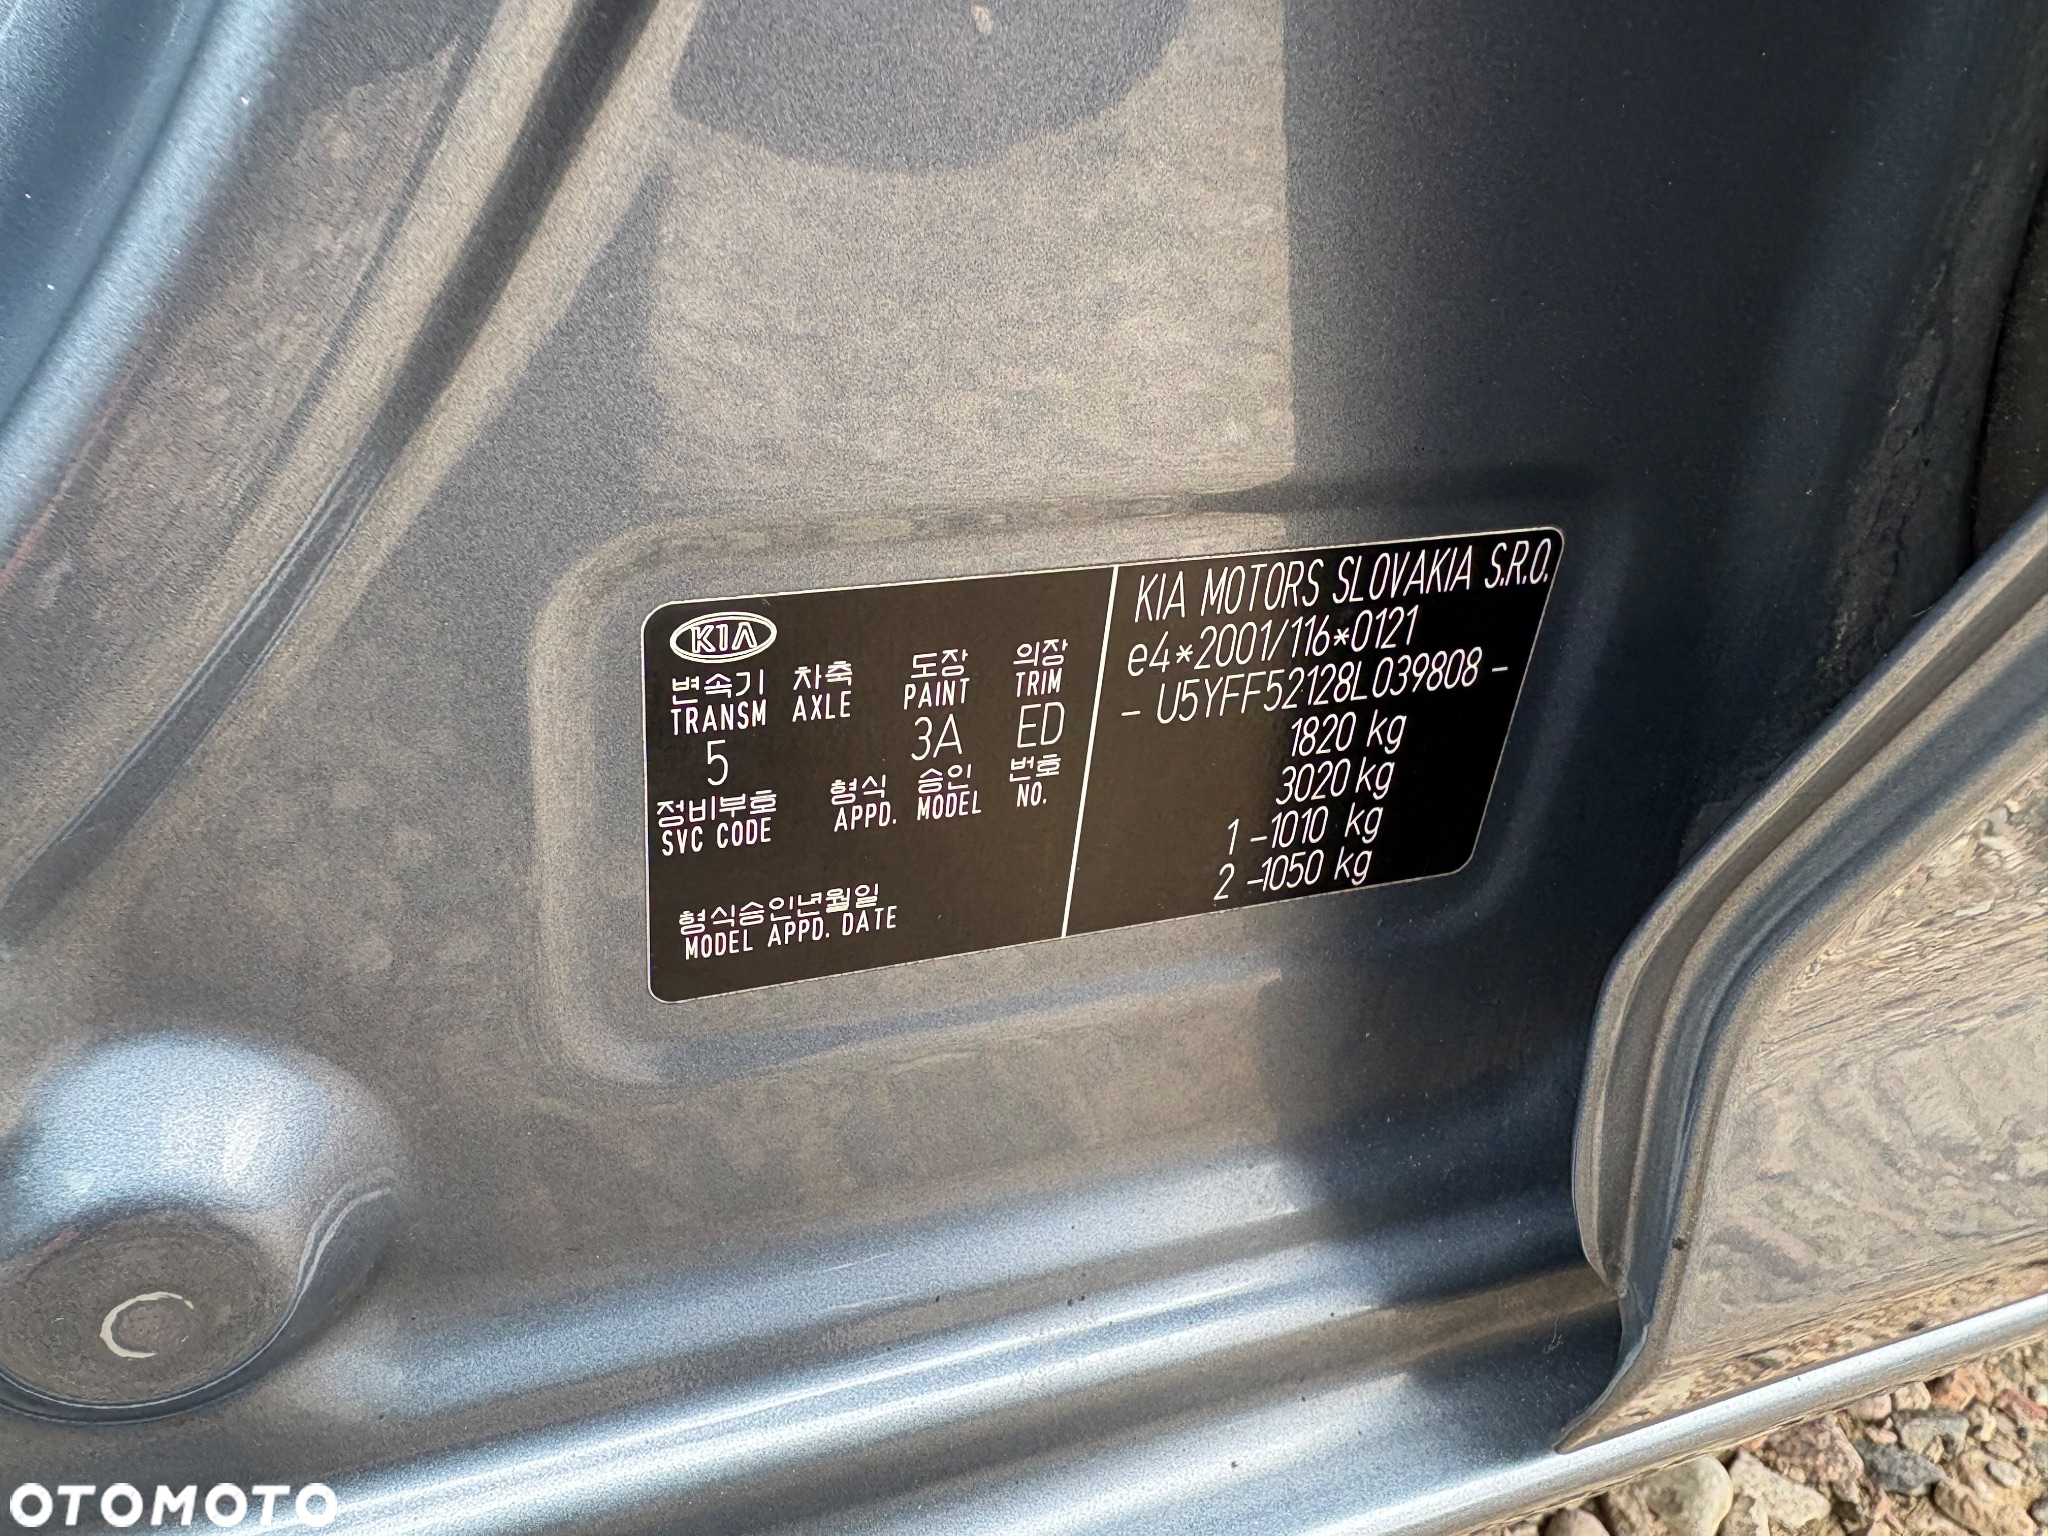 KIA
변속기 차축 도장 의장
TRANSM AXLE PAINT TRIM
5 3A ED
정비부호 형식 승인 번호
SVC CODE APPD. MODEL NO.
형식승인년월일
MODEL APPD. DATE
KIA MOTORS SLOVAKIA S.R.O.
e4*2001/116*0121
- U5YFF52128L039808 -
1820 kg
3020 kg
1 -1010 kg
2 -1050 kg
OTOMOTO